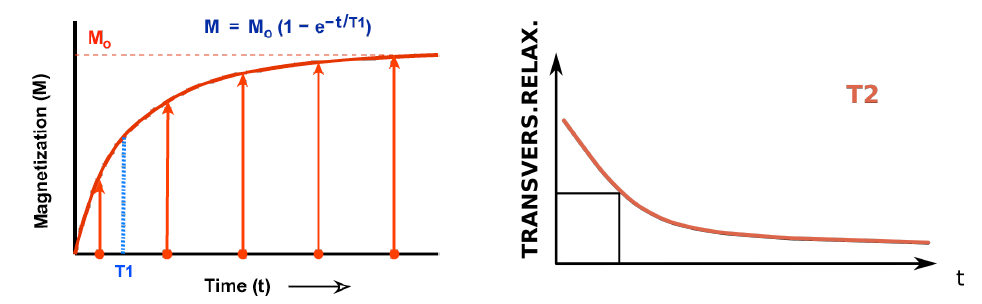 M = Mo (1 − e−t/T1)
Mo
Magnetization (M)
T1
Time (t)
TRANSVERS.RELAX.
T2
t